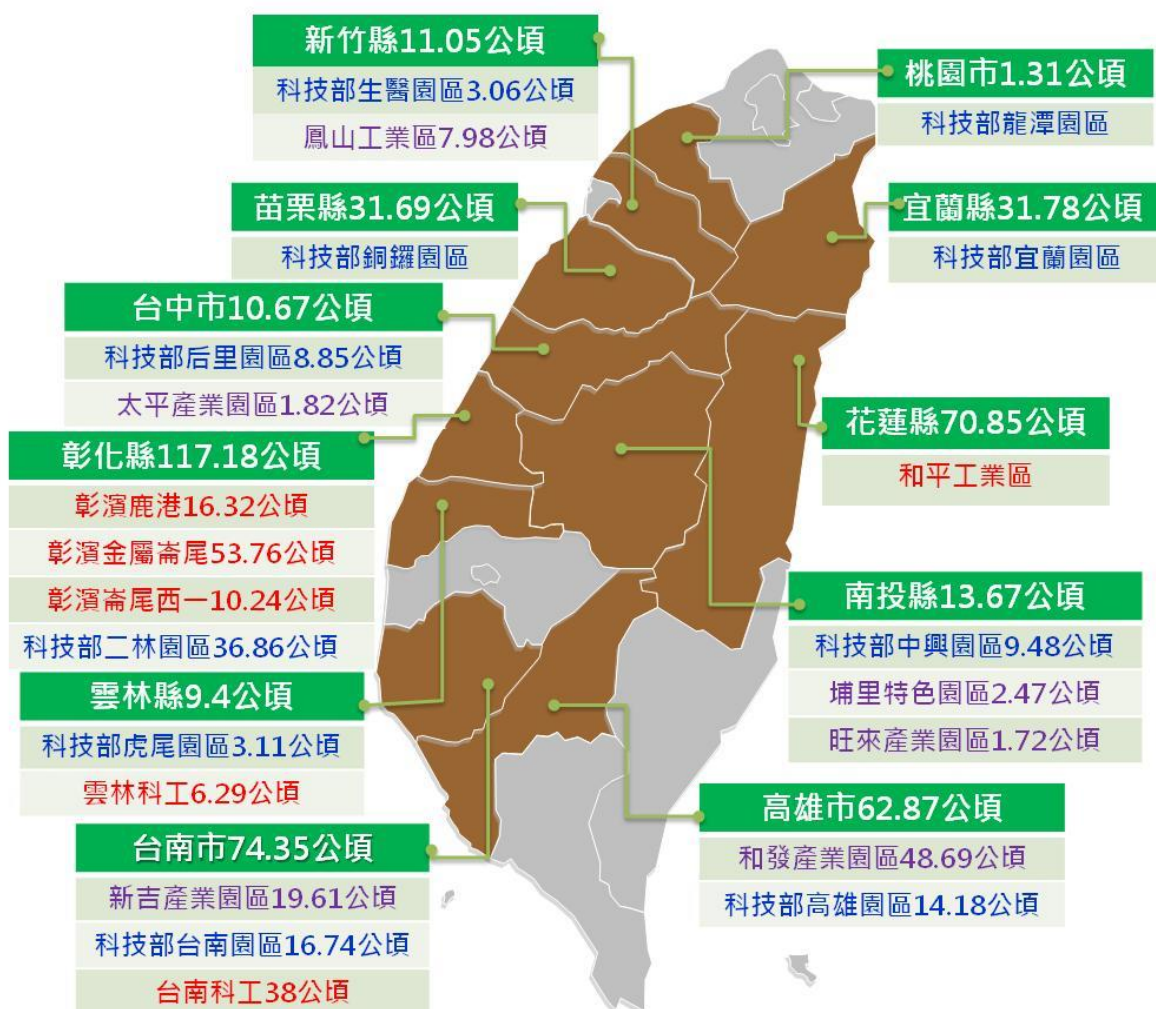 新竹縣11.05公頃
科技部生醫園區3.06公頃
鳳山工業區7.98公頃
桃園市1.31公頃
科技部龍潭園區
苗栗縣31.69公頃
科技部銅鑼園區
宜蘭縣31.78公頃
科技部宜蘭園區
台中市10.67公頃
科技部后里園區8.85公頃
太平產業園區1.82公頃
花蓮縣70.85公頃
和平工業區
彰化縣117.18公頃
彰濱鹿港16.32公頃
彰濱金屬崙尾53.76公頃
彰濱崙尾西一10.24公頃
科技部二林園區36.86公頃
南投縣13.67公頃
科技部中興園區9.48公頃
埔里特色園區2.47公頃
旺來產業園區1.72公頃
雲林縣9.4公頃
科技部虎尾園區3.11公頃
雲林科工6.29公頃
高雄市62.87公頃
和發產業園區48.69公頃
科技部高雄園區14.18公頃
台南市74.35公頃
新吉產業園區19.61公頃
科技部台南園區16.74公頃
台南科工38公頃